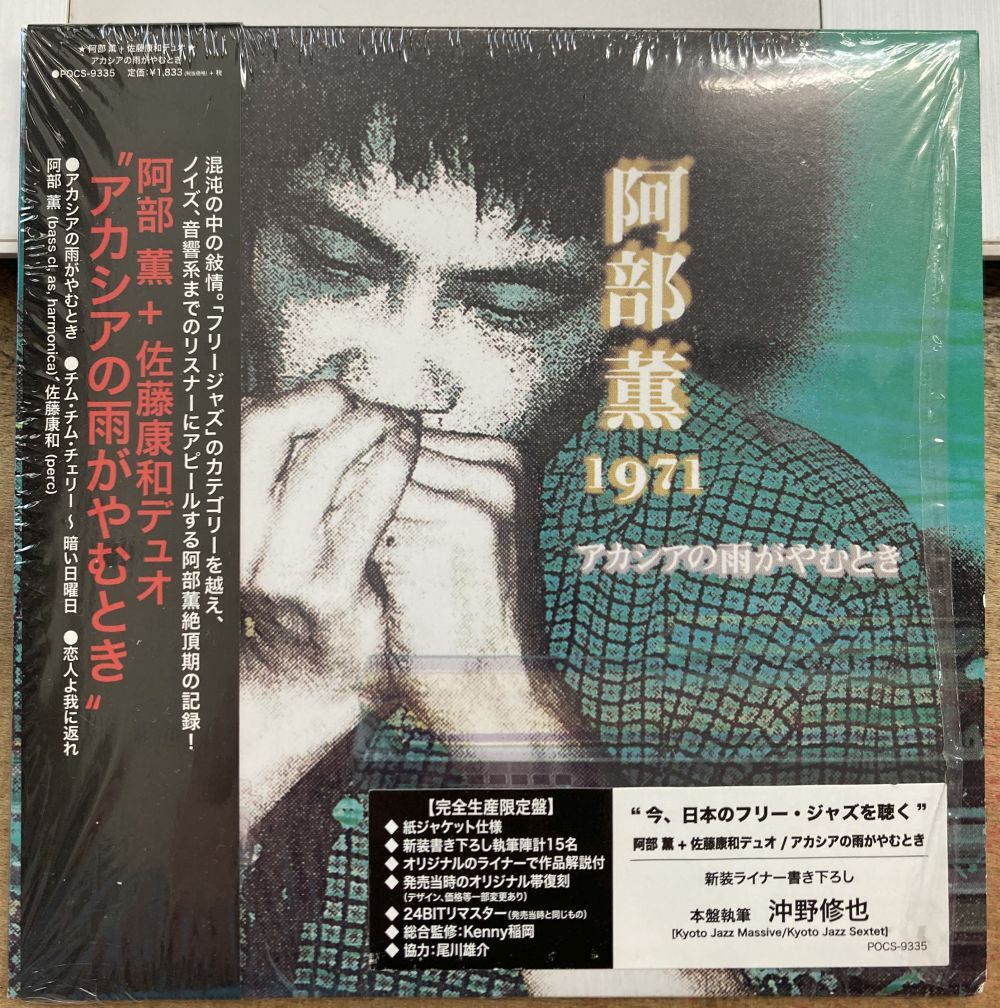 ★ 阿部 薫 + 佐藤康和デュオ ★
アカシアの雨がやむとき
●POCS-9335 定価:¥1,833 (税抜価格) + 税
混沌の中の敍情。「フリージャズ」のカテゴリーを越え、
ノイズ、音響系までのリスナーにアピールする阿部薫絶頂期の記録!
阿部 薫 + 佐藤康和デュオ
"アカシアの雨がやむとき"
●アカシアの雨がやむとき ●チム・チム・チェリー ~ 暗い日曜日 ●恋人よ我に返れ
阿部 薫 (bass cl, as, harmonica)、佐藤康和 (perc)
阿部 薫
1971
アカシアの雨がやむとき
【完全生産限定盤】
◆ 紙ジャケット仕様
◆ 新装書き下ろし執筆陣計15名
◆ オリジナルのライナーで作品解説付
◆ 発売当時のオリジナル帯復刻
(デザイン、価格等一部変更あり)
◆ 24BITリマスター(発売当時と同じもの)
◆ 総合監修:Kenny稲岡
◆ 協力:尾川雄介
“ 今、日本のフリー・ジャズを聴く ”
阿部 薫 + 佐藤康和デュオ / アカシアの雨がやむとき
新装ライナー書き下ろし
本盤執筆 沖野修也
[Kyoto Jazz Massive/Kyoto Jazz Sextet]
POCS-9335